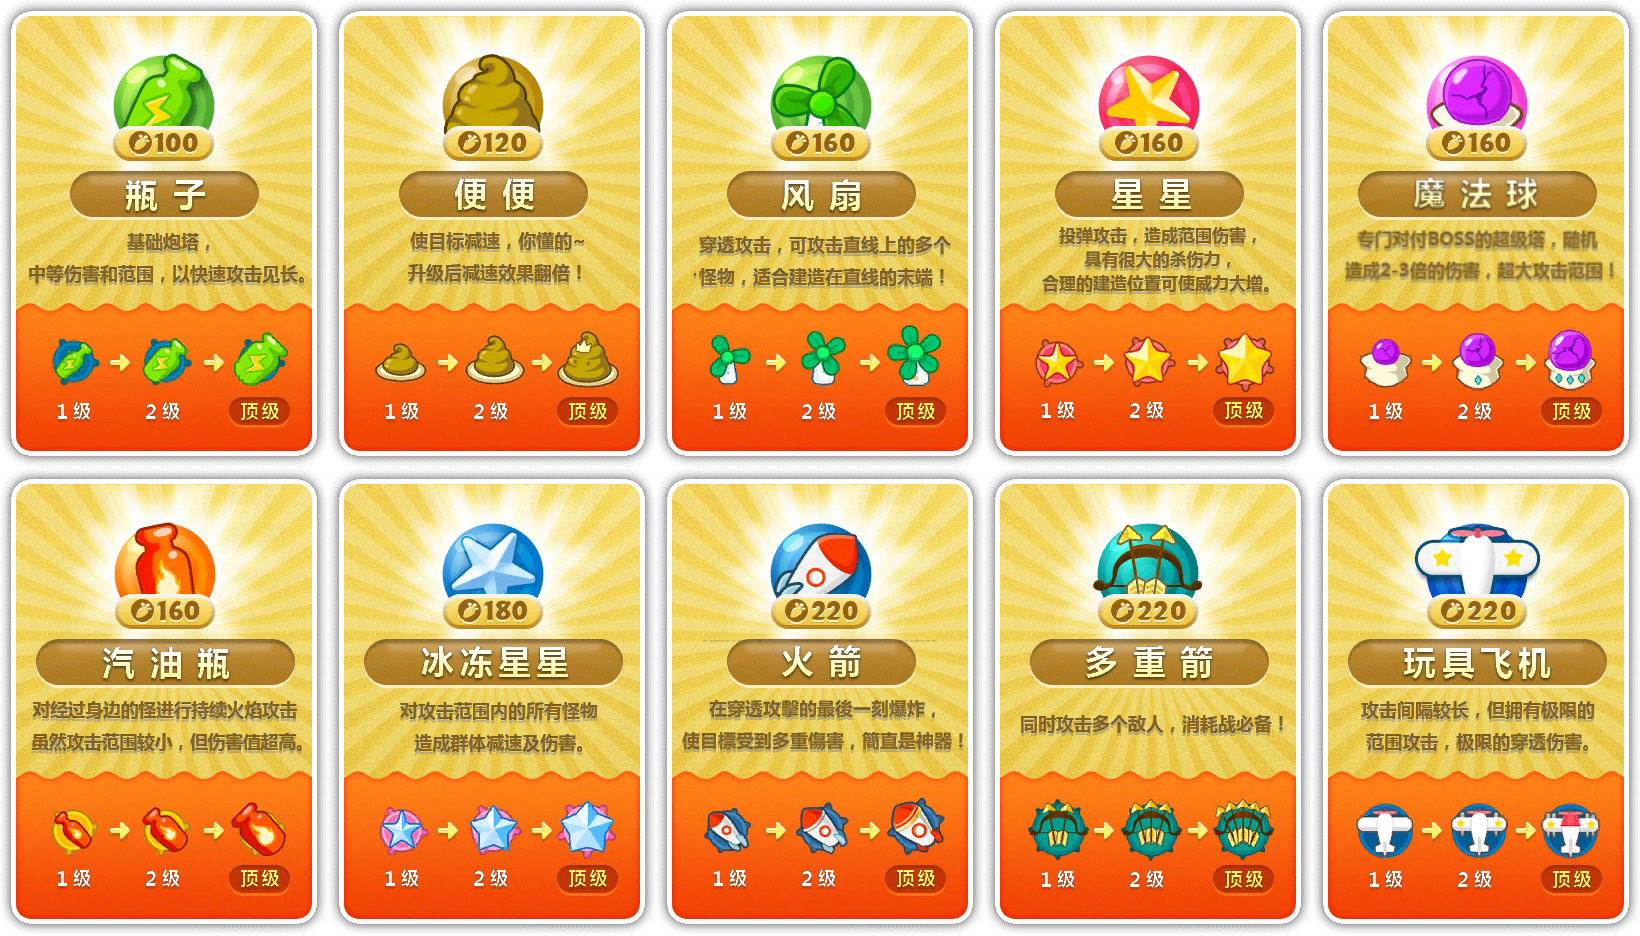 100
瓶子
基础炮塔，
中等伤害和范围，以快速攻击见长。
1级
2级
顶级
120
便便
使目标减速，你懂的~
升级后减速效果翻倍！
1级
2级
顶级
160
风扇
穿透攻击，可攻击直线上的多个
怪物，适合建造在直线的末端！
1级
2级
顶级
160
星星
投弹攻击，造成范围伤害，
具有很大的杀伤力，
合理的建造位置可使威力大增。
1级
2级
顶级
160
魔法球
专门对付BOSS的超级塔，随机
造成2-3倍的伤害，超大攻击范围！
1级
2级
顶级
160
汽油瓶
对经过身边的怪进行持续火焰攻击
虽然攻击范围较小，但伤害值超高。
1级
2级
顶级
180
冰冻星星
对攻击范围内的所有怪物
造成群体减速及伤害。
1级
2级
顶级
220
火箭
在穿透攻擊的最後一刻爆炸，
使目標受到多重傷害，簡直是神器！
1级
2级
顶级
220
多重箭
同时攻击多个敌人，消耗战必备！
1级
2级
顶级
220
玩具飞机
攻击间隔较长，但拥有极限的
范围攻击，极限的穿透伤害。
1级
2级
顶级